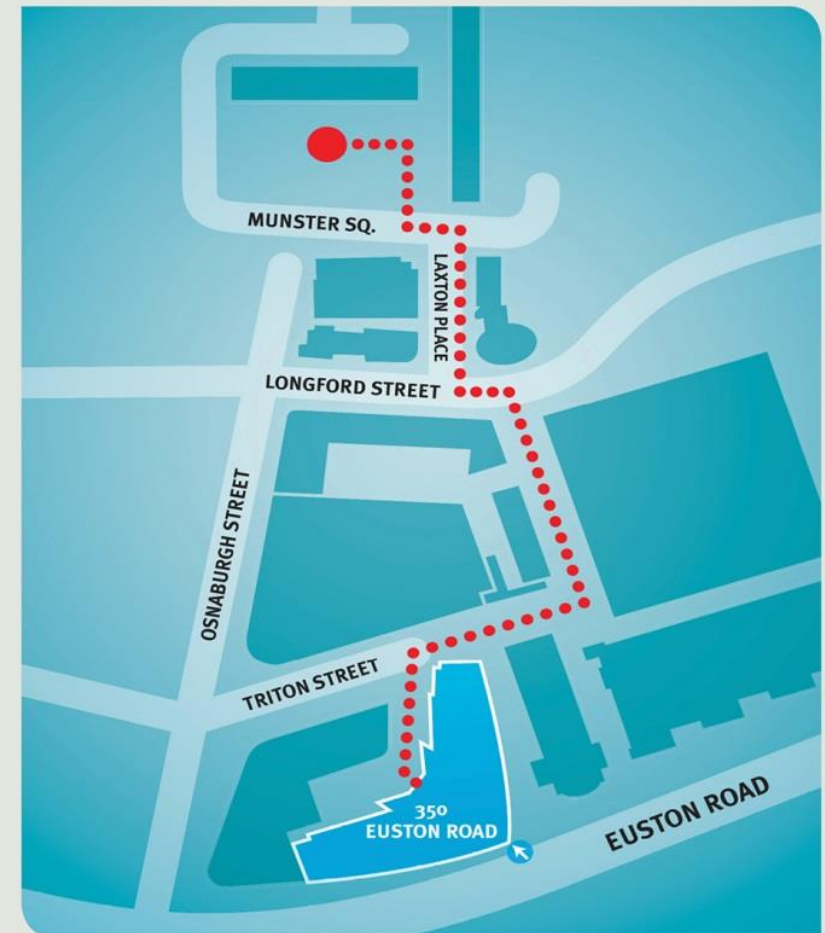 MUNSTER SQ.
LAXTON PLACE
LONGFORD STREET
OSNABURGH STREET
TRITON STREET
350
EUSTON ROAD
EUSTON ROAD